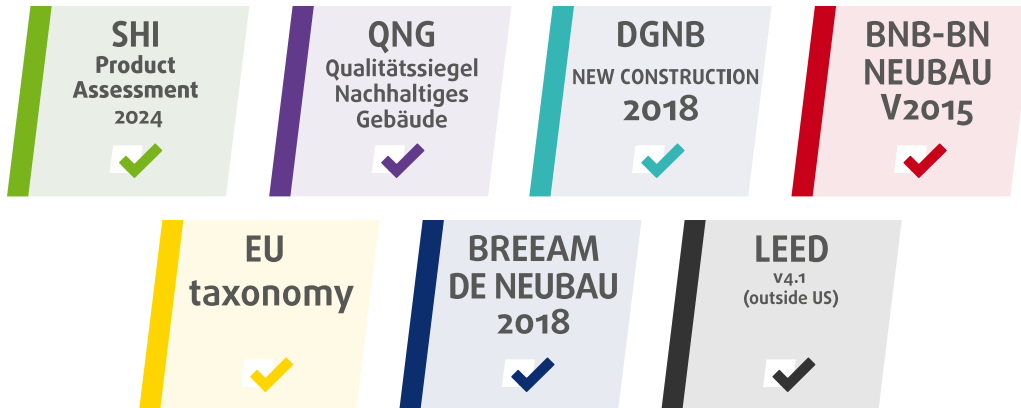 SHI
Product
Assessment
2024
QNG
Qualitätssiegel
Nachhaltiges
Gebäude
DGNB
NEW CONSTRUCTION
2018
BNB-BN
NEUBAU
V2015
EU
taxonomy
BREEAM
DE NEUBAU
2018
LEED
v4.1
(outside US)